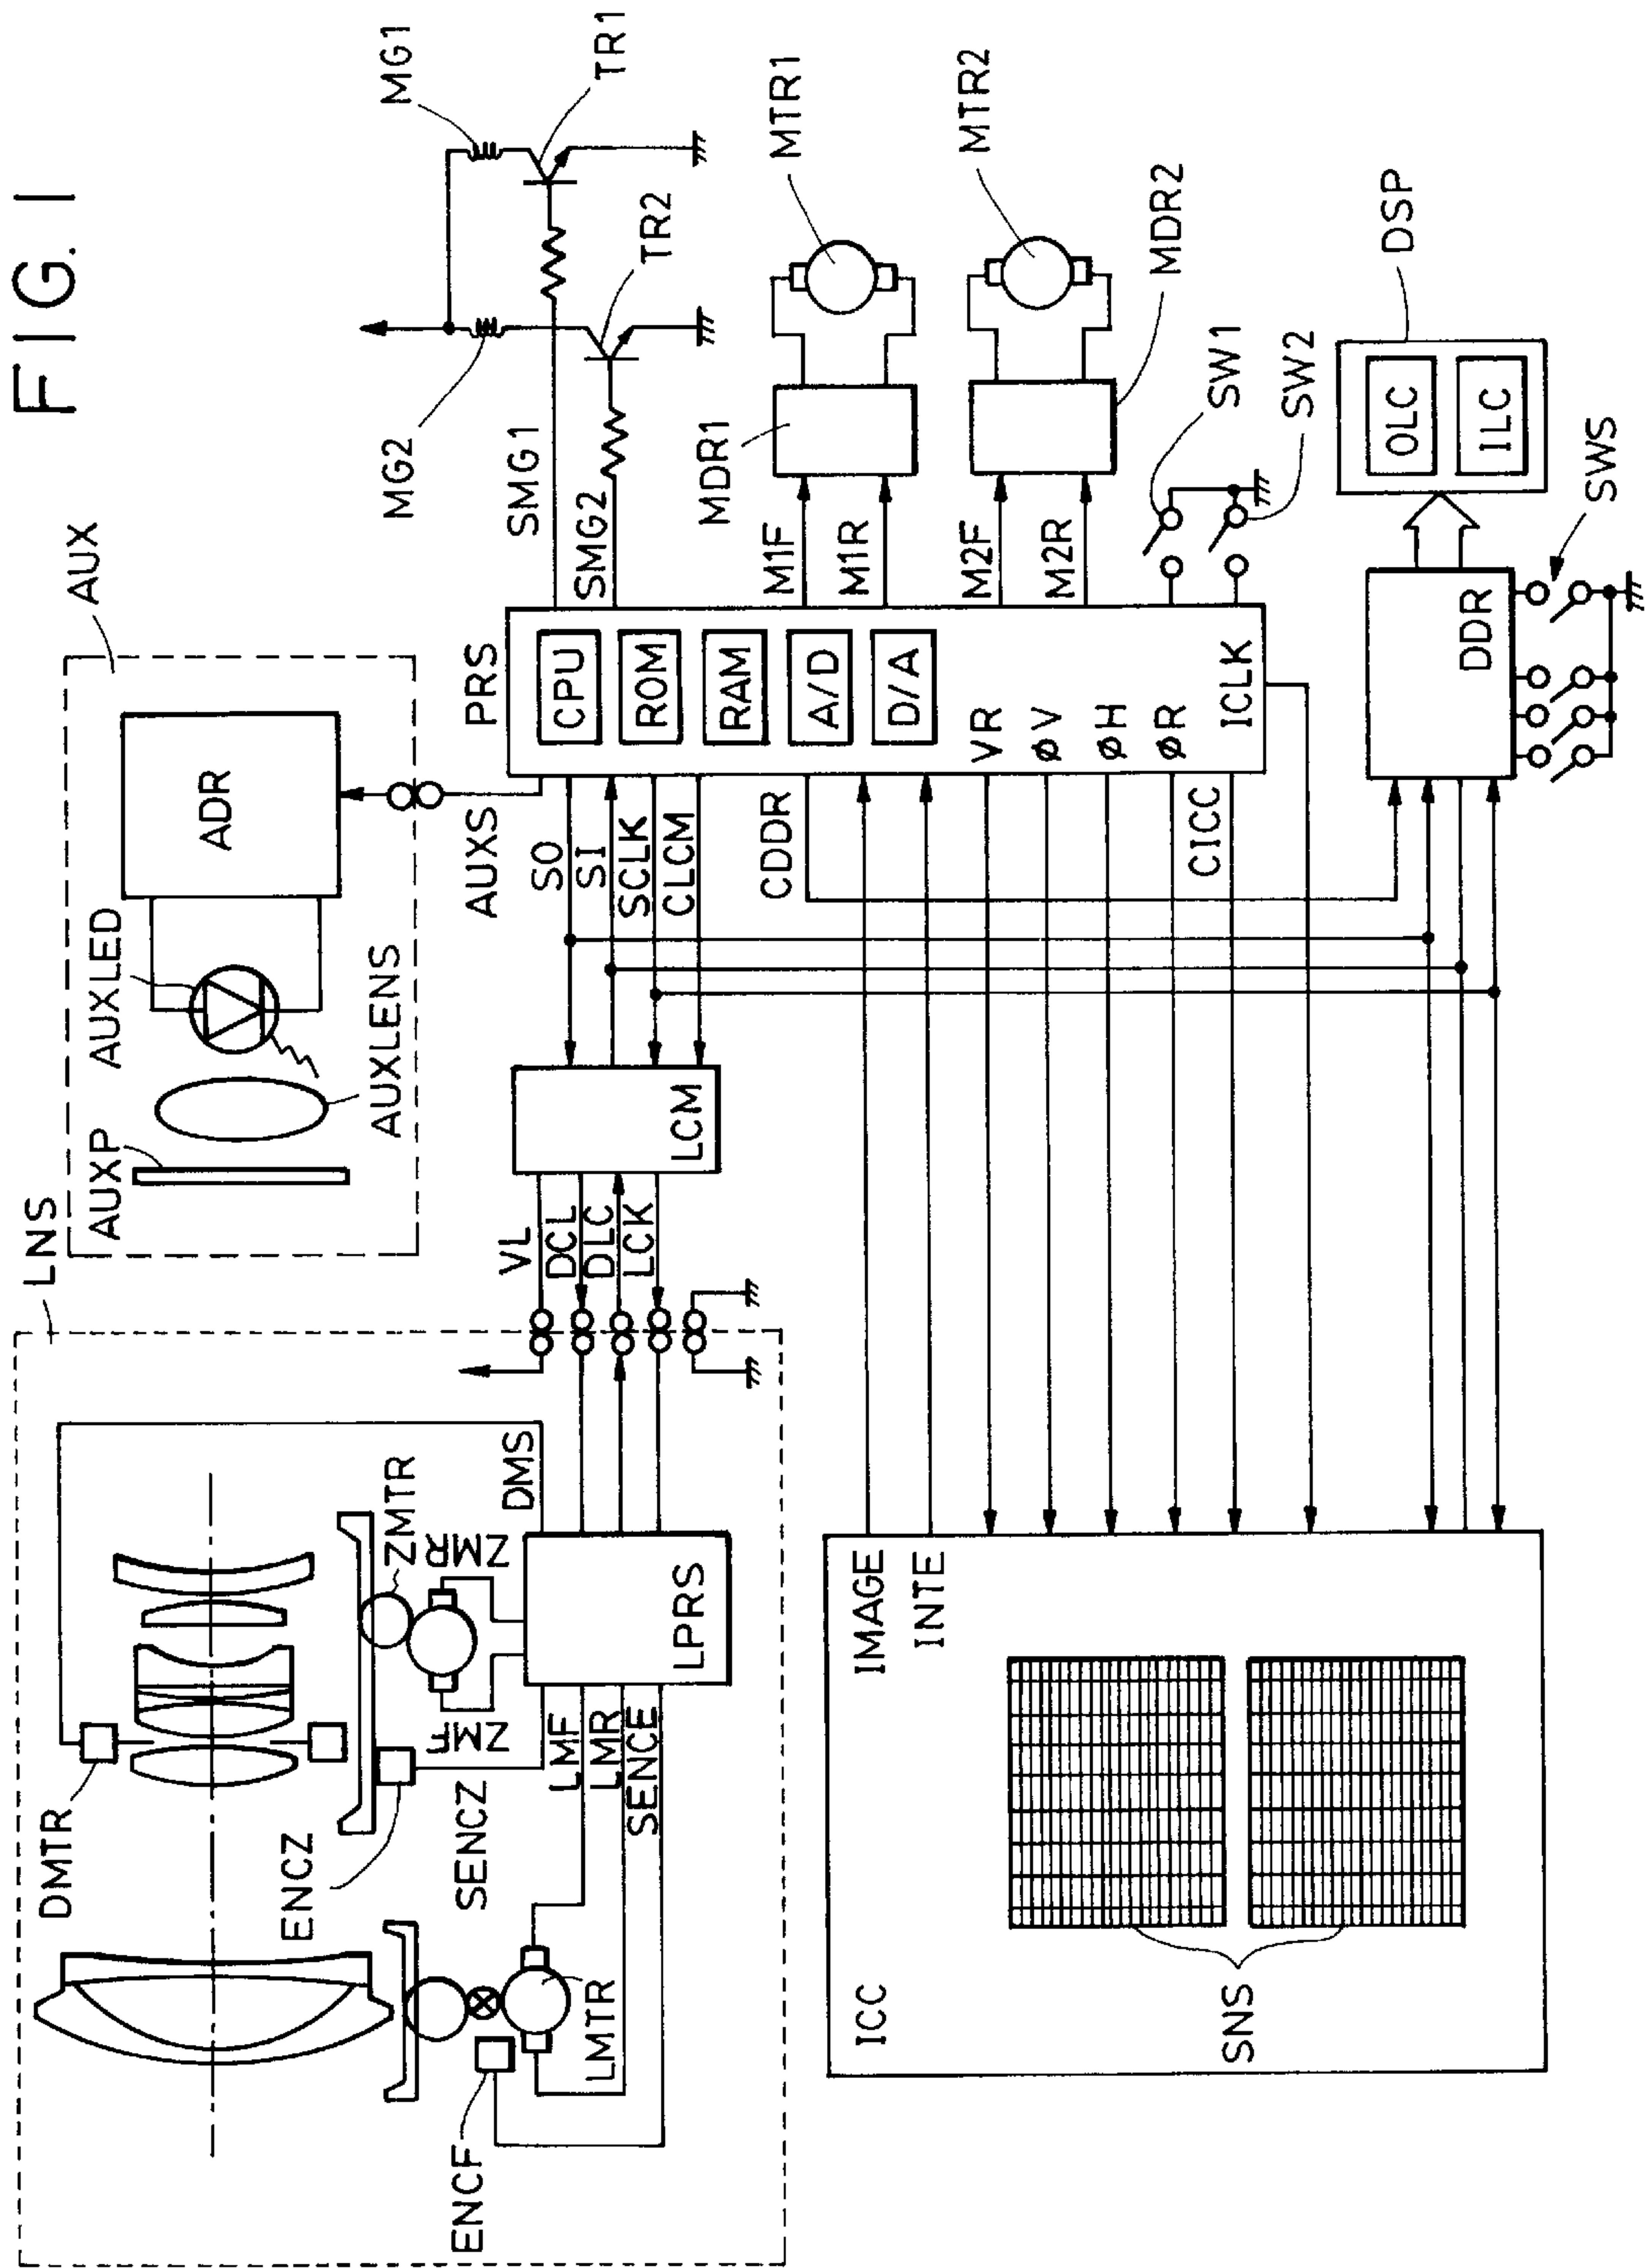 FIG. 1
LNS
DMTR
ENCZ
ENCF
LMTR
SENCZ
ZMF
ZMR
ZMTR
DMS
LMF
LMR
SENCE
LPRS
AUX
AUXP
AUXLED
AUXLENS
ADR
AUXS
VL
DCL
DLC
LCK
LCM
SO
SI
SCLK
CLCM
CDDR
CICC
PRS
CPU
ROM
RAM
A/D
D/A
VR
øV
øH
øR
ICLK
MG1
TR1
MG2
TR2
SMG1
SMG2
MDR1
MTR1
M1F
M1R
MTR2
MDR2
M2F
M2R
SW1
SW2
DSP
OLC
ILC
DDR
SWS
ICC
IMAGE
INTE
SNS